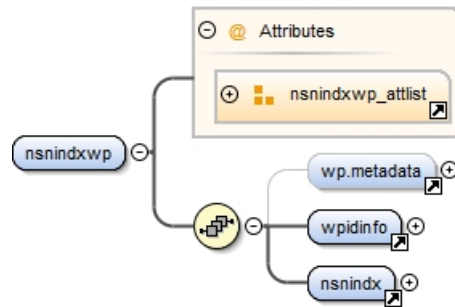 @ Attributes
nsnindxwp_attlist
nsnindxwp
wp.metadata
wpidinfo
nsnindx